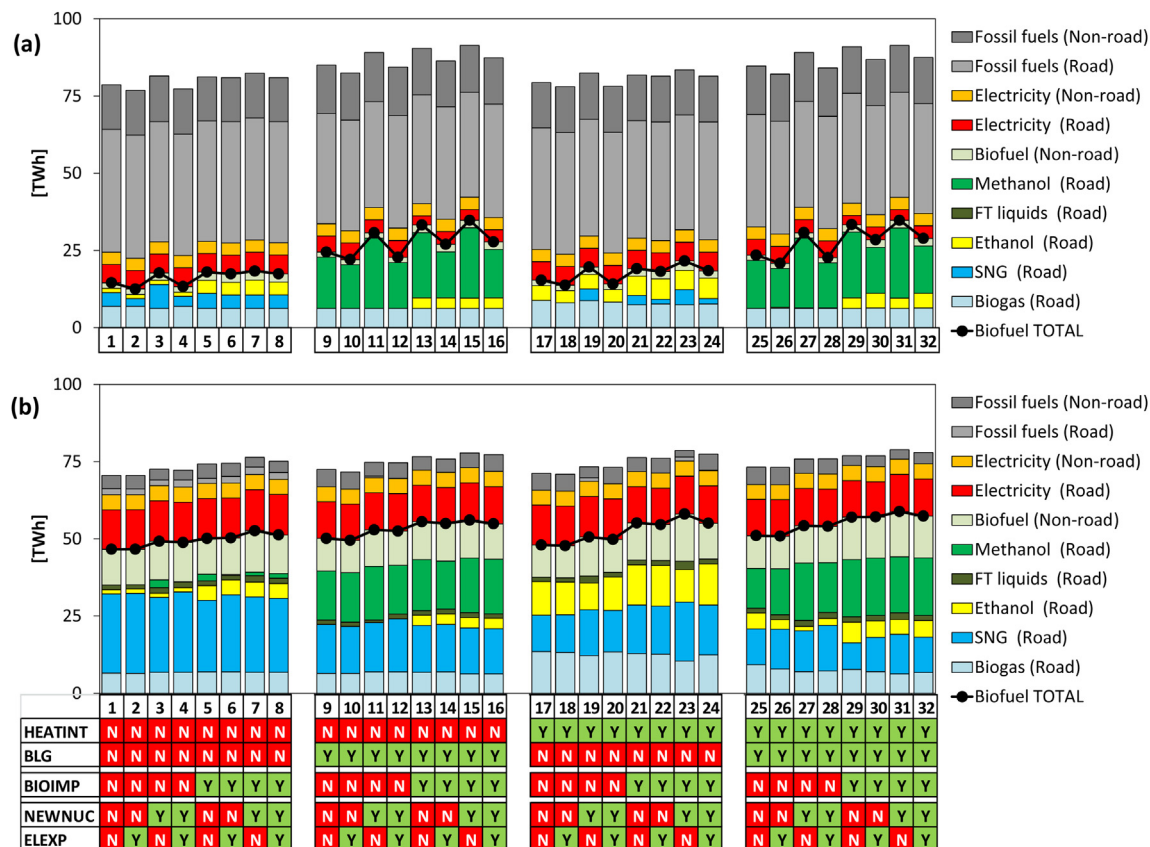 (a)
100
75
50
25
0
[TWh]
Fossil fuels (Non-road)
Fossil fuels (Road)
Electricity (Non-road)
Electricity (Road)
Biofuel (Non-road)
Methanol (Road)
FT liquids (Road)
Ethanol (Road)
SNG (Road)
Biogas (Road)
Biofuel TOTAL
1 2 3 4 5 6 7 8 9 10 11 12 13 14 15 16 17 18 19 20 21 22 23 24 25 26 27 28 29 30 31 32
(b)
100
75
50
25
0
[TWh]
Fossil fuels (Non-road)
Fossil fuels (Road)
Electricity (Non-road)
Electricity (Road)
Biofuel (Non-road)
Methanol (Road)
FT liquids (Road)
Ethanol (Road)
SNG (Road)
Biogas (Road)
Biofuel TOTAL
1 2 3 4 5 6 7 8 9 10 11 12 13 14 15 16 17 18 19 20 21 22 23 24 25 26 27 28 29 30 31 32
HEATINT N N N N N N N N N N N N N N N N Y Y Y Y Y Y Y Y Y Y Y Y Y Y Y Y
BLG N N N N N N N N Y Y Y Y Y Y Y Y N N N N N N N N Y Y Y Y Y Y Y Y
BIOIMP N N N N Y Y Y Y N N N N Y Y Y Y N N N N Y Y Y Y N N N N Y Y Y Y
NEWNUC N N Y Y N N Y Y N N Y Y N N Y Y N N Y Y N N Y Y N N Y Y N N Y Y
ELEXP N Y N Y N Y N Y N Y N Y N Y N Y N Y N Y N Y N Y N Y N Y N Y N Y